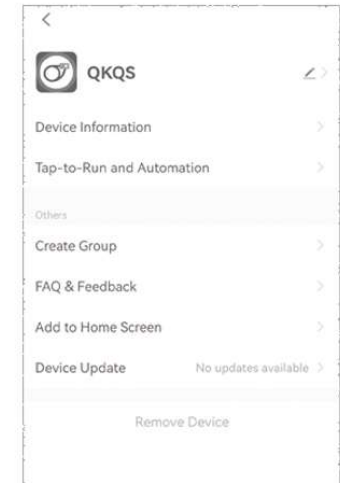 QKQS
Device Information
Tap-to-Run and Automation
Others
Create Group
FAQ & Feedback
Add to Home Screen
Device Update No updates available
Remove Device